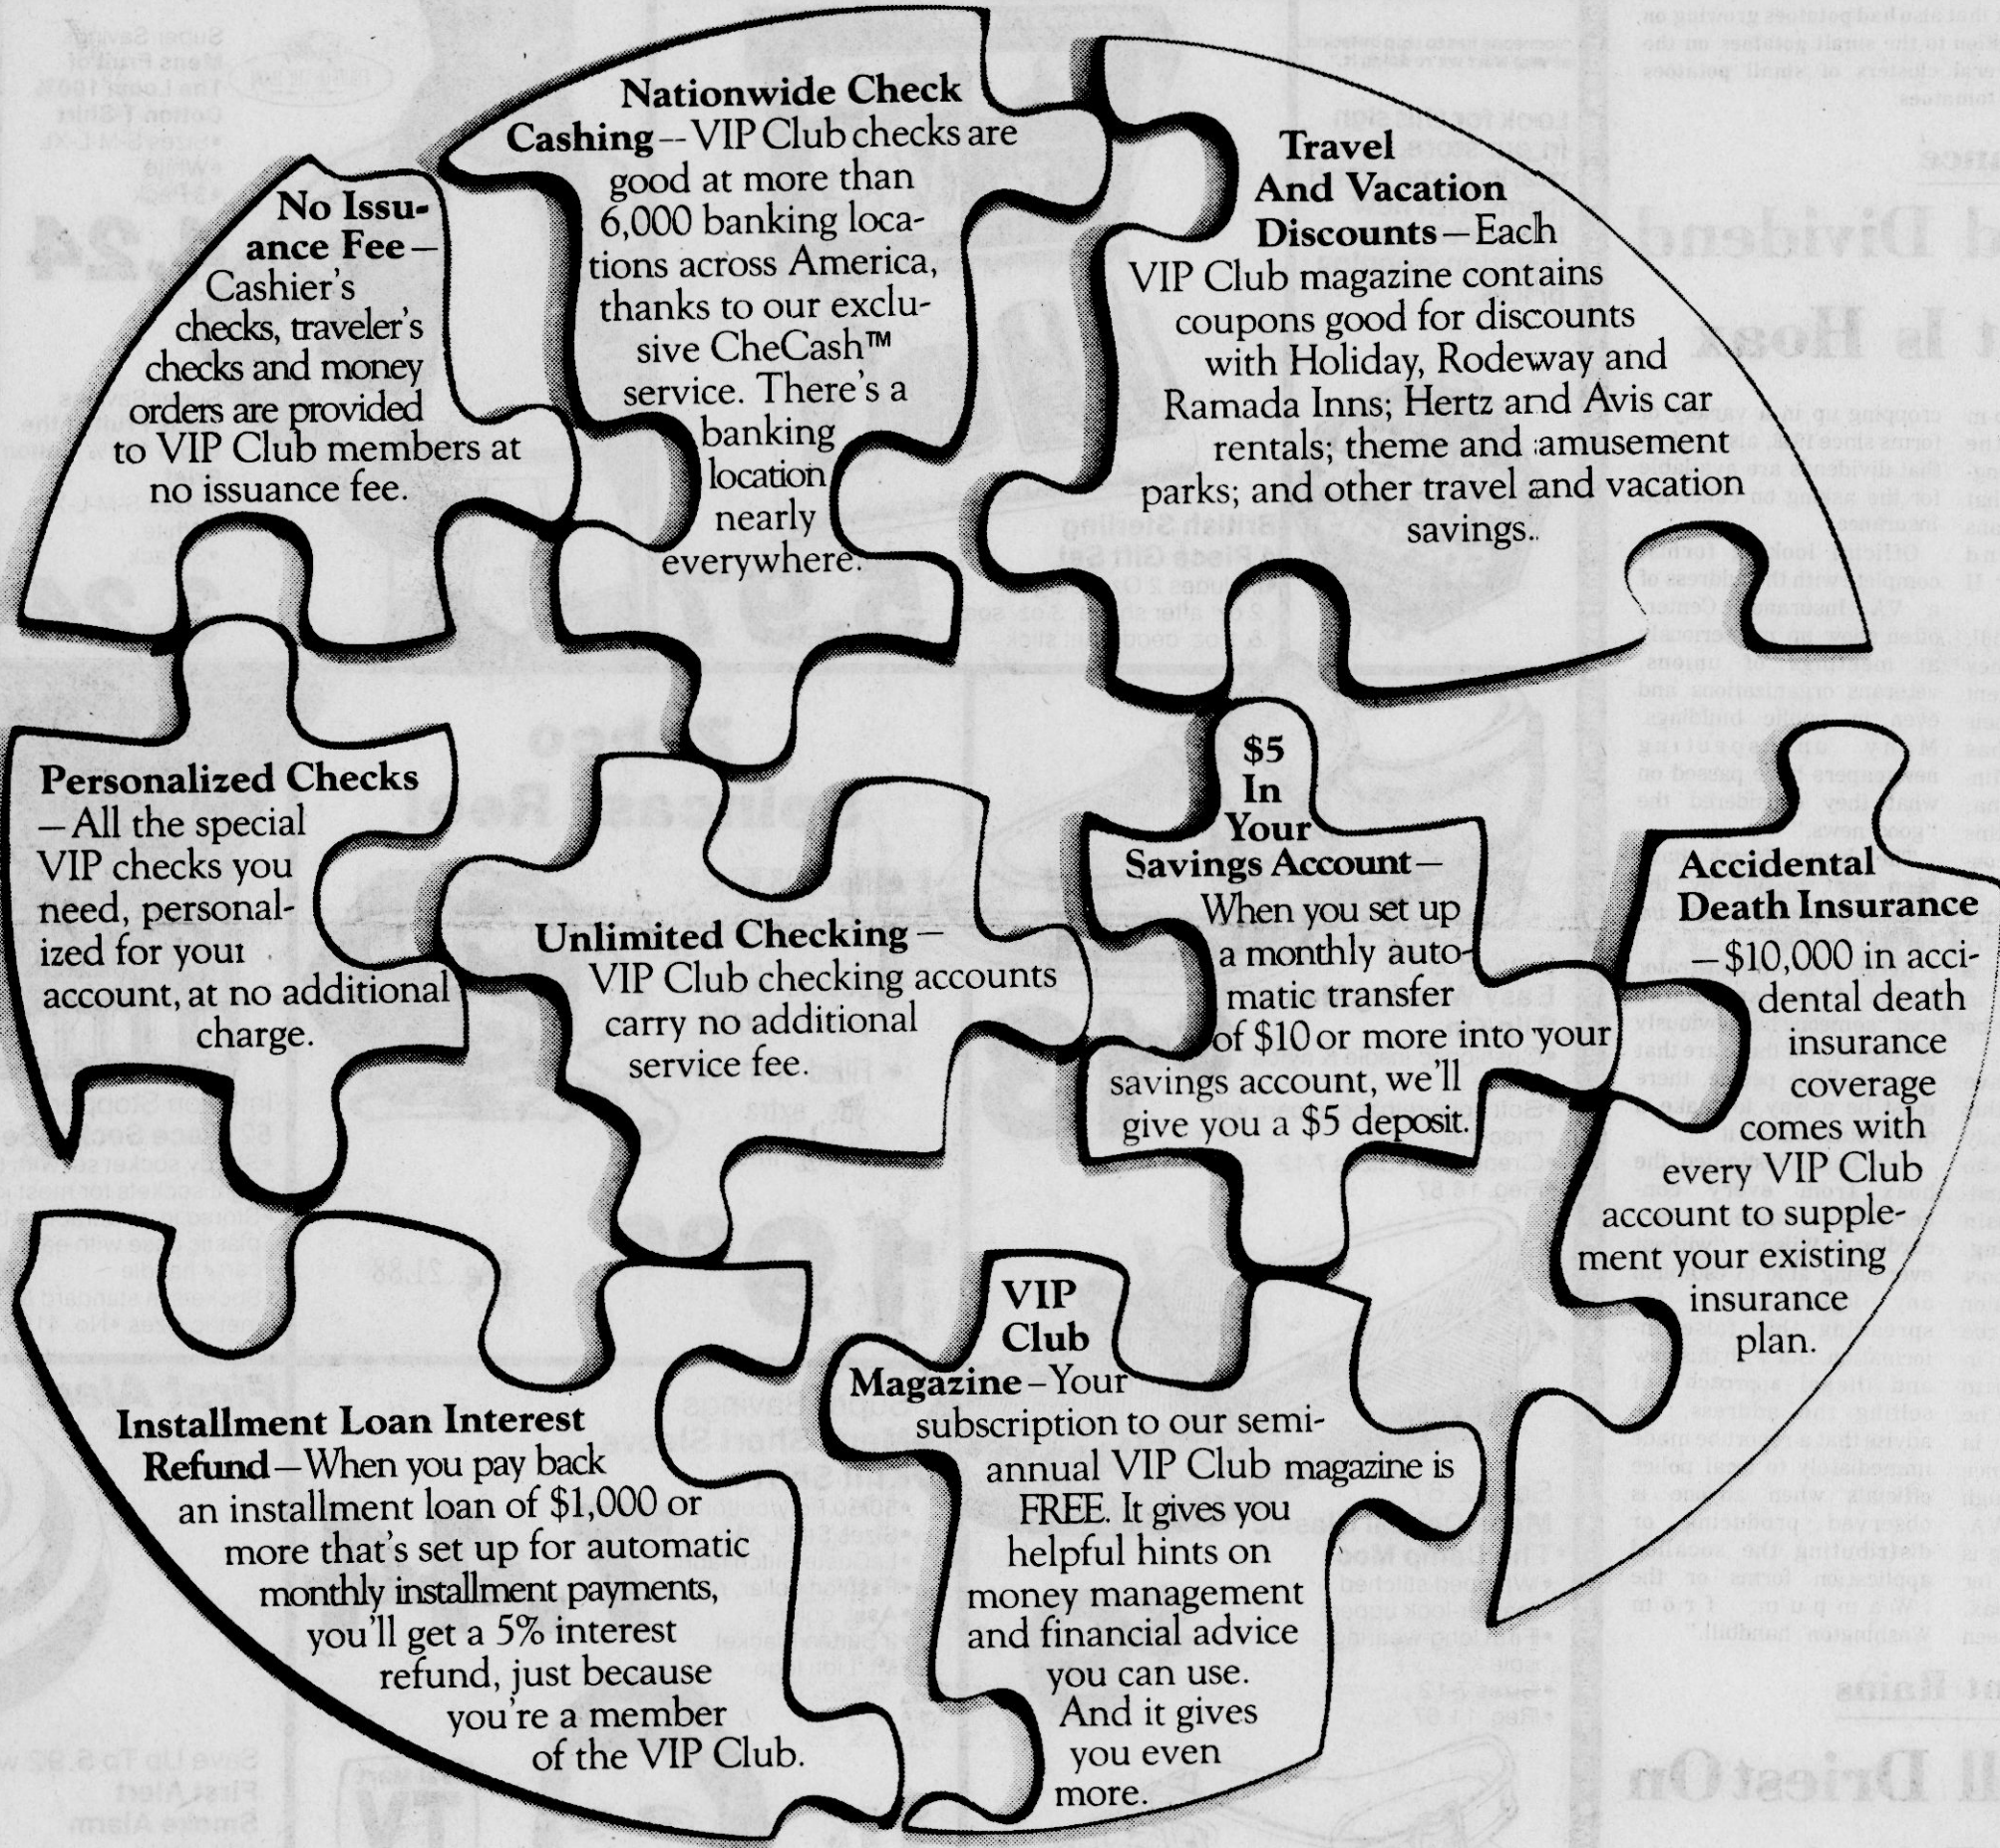 Nationwide Check
Cashing -- VIP Club checks are
good at more than
6,000 banking loca-
tions across America,
thanks to our exclu-
sive CheCash™
service. There's a
banking
location
nearly
everywhere.
Travel
And Vacation
Discounts—Each
VIP Club magazine contains
coupons good for discounts
with Holiday, Rodeway and
Ramada Inns; Hertz and Avis car
rentals; theme and amusement
parks; and other travel and vacation
savings..
No Issu-
ance Fee—
Cashier's
checks, traveler's
checks and money
orders are provided
to VIP Club members at
no issuance fee.
Personalized Checks
—All the special
VIP checks you
need, personal-
ized for your
account, at no additional
charge.
Unlimited Checking—
VIP Club checking accounts
carry no additional
service fee.
$5
In
Your
Savings Account—
When you set up
a monthly auto-
matic transfer
of $10 or more into your
savings account, we'll
give you a $5 deposit.
Accidental
Death Insurance
—$10,000 in acci-
dental death
insurance
coverage
comes with
every VIP Club
account to supple-
ment your existing
insurance
plan.
Installment Loan Interest
Refund—When you pay back
an installment loan of $1,000 or
more that's set up for automatic
monthly installment payments,
you'll get a 5% interest
refund, just because
you're a member
of the VIP Club.
VIP
Club
Magazine—Your
subscription to our semi-
annual VIP Club magazine is
FREE. It gives you
helpful hints on
money management
and financial advice
you can use.
And it gives
you even
more.